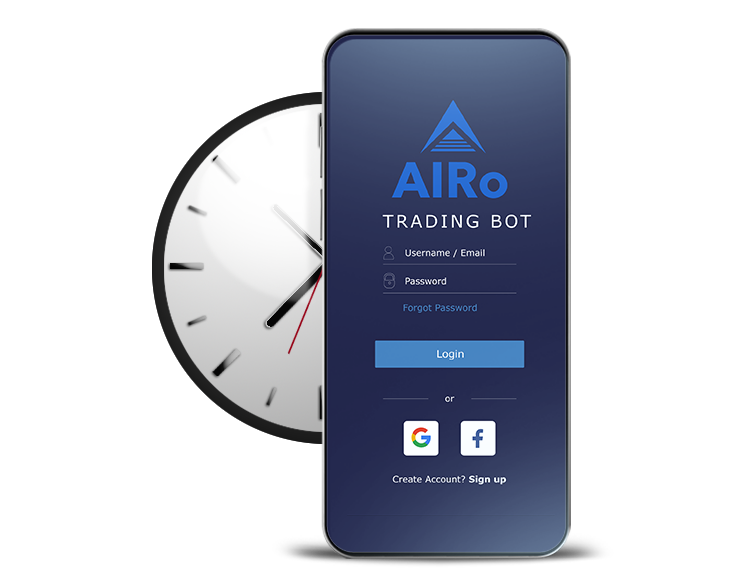 AIRo
TRADING BOT
Username / Email
Password
Forgot Password
Login
or
Create Account? Sign up